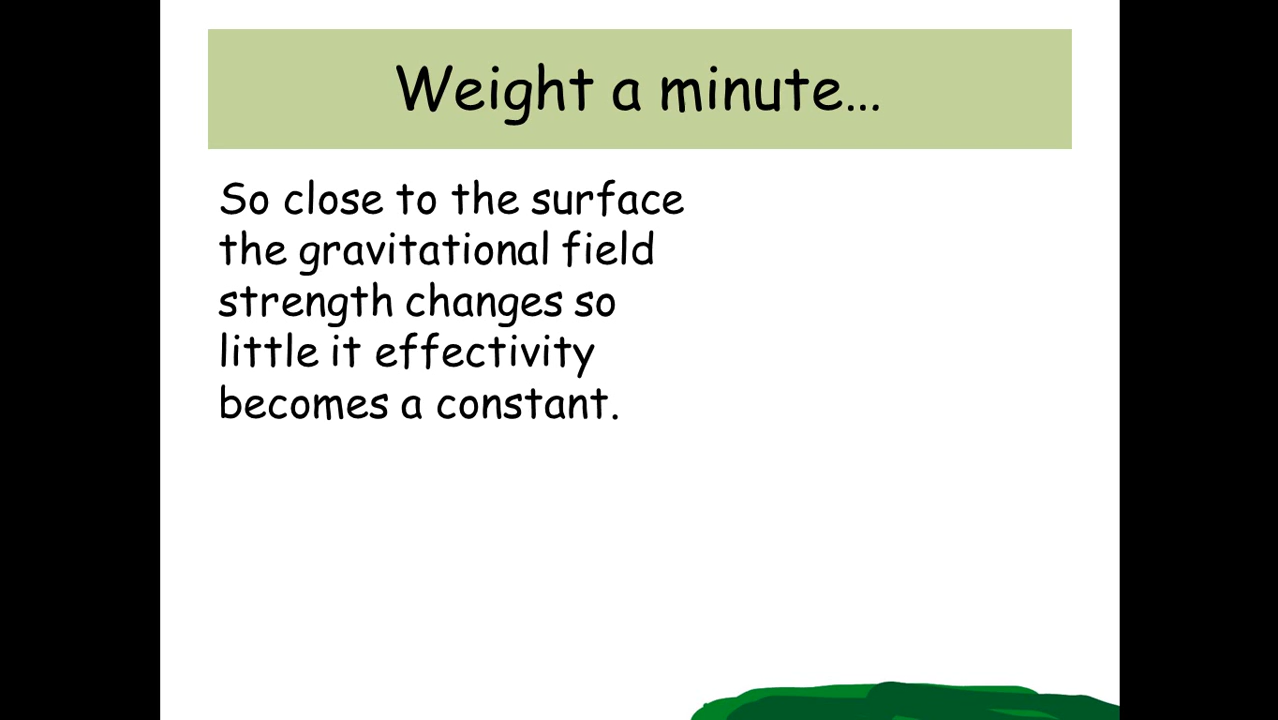 Weight a minute…
So close to the surface
the gravitational field
strength changes so
little it effectivity
becomes a constant.